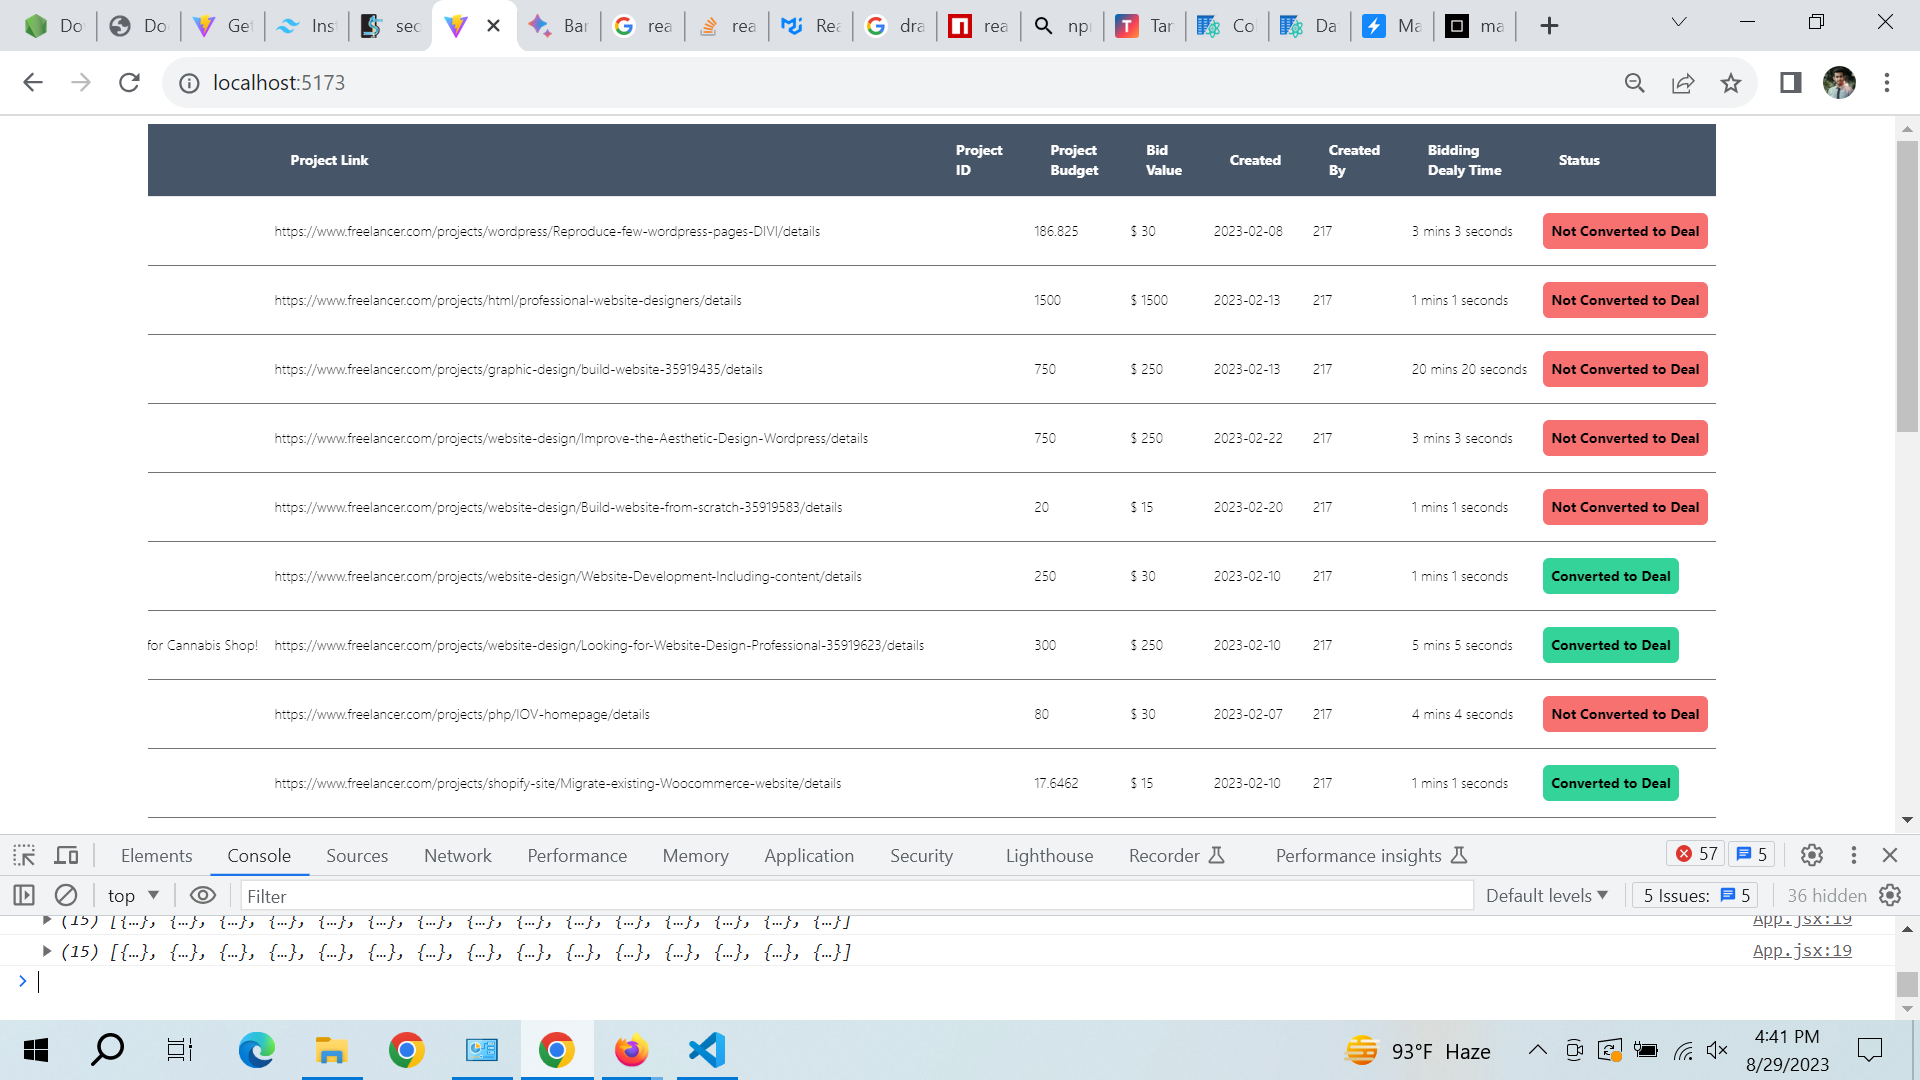 Do
Do
Get
Inst
sec
Bar
rea
rea
Rea
dra
rea
npm
Tan
Col
Dat
Ma
ma
localhost:5173
Project Link
Project ID
Project Budget
Bid Value
Created
Created By
Bidding Dealy Time
Status
https://www.freelancer.com/projects/wordpress/Reproduce-few-wordpress-pages-DIVI/details 186.825 $ 30 2023-02-08 217 3 mins 3 seconds Not Converted to Deal
https://www.freelancer.com/projects/html/professional-website-designers/details 1500 $ 1500 2023-02-13 217 1 mins 1 seconds Not Converted to Deal
https://www.freelancer.com/projects/graphic-design/build-website-35919435/details 750 $ 250 2023-02-13 217 20 mins 20 seconds Not Converted to Deal
https://www.freelancer.com/projects/website-design/Improve-the-Aesthetic-Design-Wordpress/details 750 $ 250 2023-02-22 217 3 mins 3 seconds Not Converted to Deal
https://www.freelancer.com/projects/website-design/Build-website-from-scratch-35919583/details 20 $ 15 2023-02-20 217 1 mins 1 seconds Not Converted to Deal
https://www.freelancer.com/projects/website-design/Website-Development-Including-content/details 250 $ 30 2023-02-10 217 1 mins 1 seconds Converted to Deal
for Cannabis Shop! https://www.freelancer.com/projects/website-design/Looking-for-Website-Design-Professional-35919623/details 300 $ 250 2023-02-10 217 5 mins 5 seconds Converted to Deal
https://www.freelancer.com/projects/php/IOV-homepage/details 80 $ 30 2023-02-07 217 4 mins 4 seconds Not Converted to Deal
https://www.freelancer.com/projects/shopify-site/Migrate-existing-Woocommerce-website/details 17.6462 $ 15 2023-02-10 217 1 mins 1 seconds Converted to Deal
Elements Console Sources Network Performance Memory Application Security Lighthouse Recorder Performance insights 57 5
top Filter Default levels 5 Issues: 5 36 hidden
(15) [{…}, {…}, {…}, {…}, {…}, {…}, {…}, {…}, {…}, {…}, {…}, {…}, {…}, {…}, {…}] App.jsx:19
(15) [{…}, {…}, {…}, {…}, {…}, {…}, {…}, {…}, {…}, {…}, {…}, {…}, {…}, {…}, {…}] App.jsx:19
93°F Haze
4:41 PM
8/29/2023